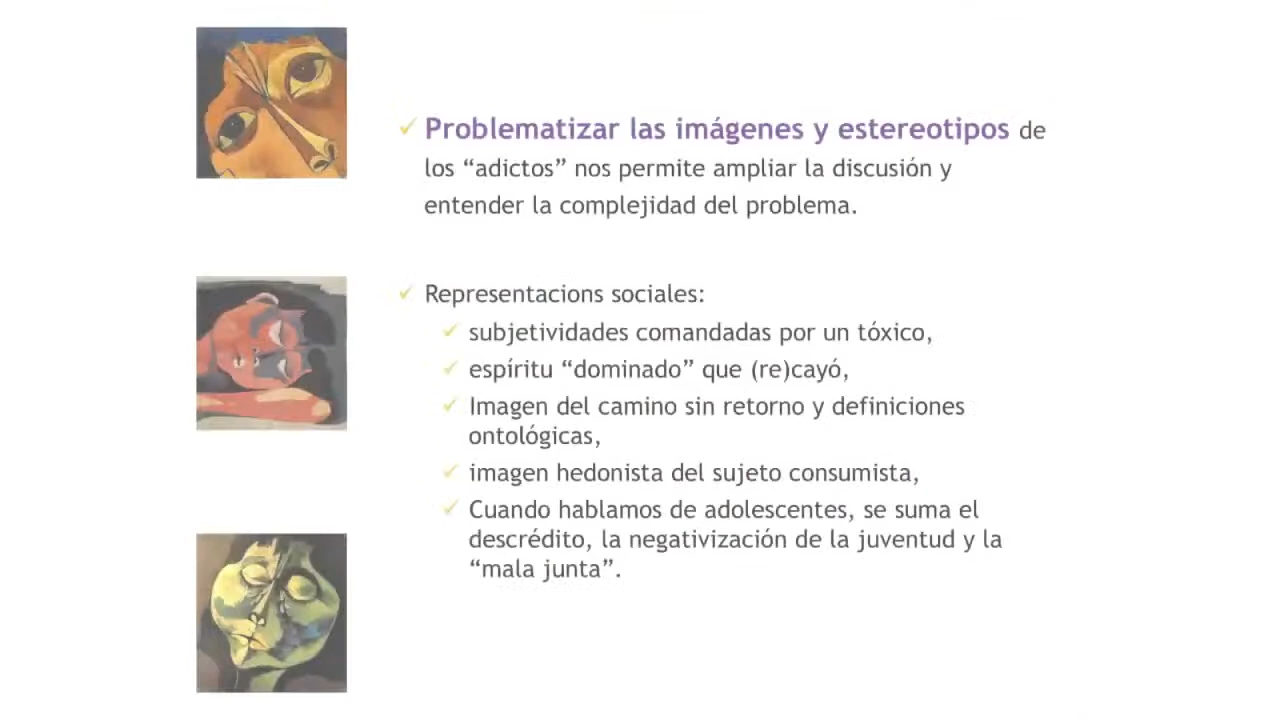 Problematizar las imágenes y estereotipos de
los “adictos” nos permite ampliar la discusión y
entender la complejidad del problema.
Representacions sociales:
subjetividades comandadas por un tóxico,
espíritu “dominado” que (re)cayó,
Imagen del camino sin retorno y definiciones
ontológicas,
imagen hedonista del sujeto consumista,
Cuando hablamos de adolescentes, se suma el
descrédito, la negativización de la juventud y la
“mala junta”.